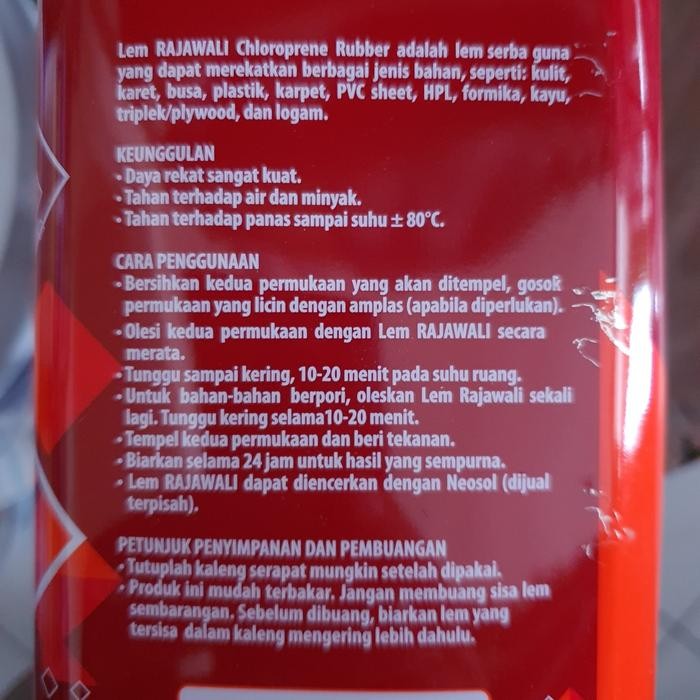 Lem RAJAWALI Chloroprene Rubber adalah lem serba guna
yang dapat merekatkan berbagai jenis bahan, seperti: kulit,
karet, busa, plastik, karpet, PVC sheet, HPL, formika, kayu,
triplek/plywood, dan logam.
KEUNGGULAN
• Daya rekat sangat kuat.
• Tahan terhadap air dan minyak.
• Tahan terhadap panas sampai suhu ± 80°C.
CARA PENGGUNAAN
• Bersihkan kedua permukaan yang akan ditempel, gosok
permukaan yang licin dengan amplas (apabila diperlukan).
• Olesi kedua permukaan dengan Lem RAJAWALI secara
merata.
• Tunggu sampai kering, 10-20 menit pada suhu ruang.
• Untuk bahan-bahan berpori, oleskan Lem Rajawali sekali
lagi. Tunggu kering selama10-20 menit.
• Tempel kedua permukaan dan beri tekanan.
• Biarkan selama 24 jam untuk hasil yang sempurna.
• Lem RAJAWALI dapat diencerkan dengan Neosol (dijual
terpisah).
PETUNJUK PENYIMPANAN DAN PEMBUANGAN
• Tutuplah kaleng serapat mungkin setelah dipakai.
• Produk ini mudah terbakar. Jangan membuang sisa lem
sembarangan. Sebelum dibuang, biarkan lem yang
tersisa dalam kaleng mengering lebih dahulu.